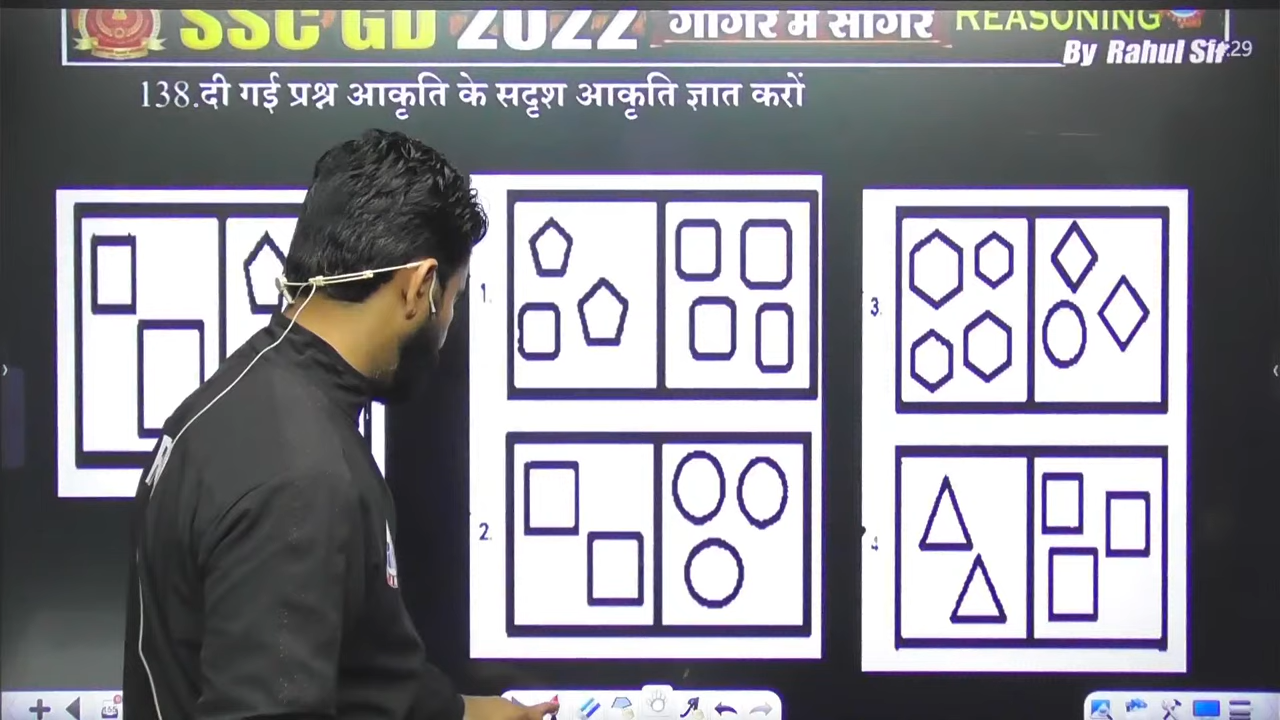 SSC GD 2022 गागर में सागर REASONING
By Rahul Sir
:29
138.दी गई प्रश्न आकृति के सदृश आकृति ज्ञात करों
1.
3.
2.
4